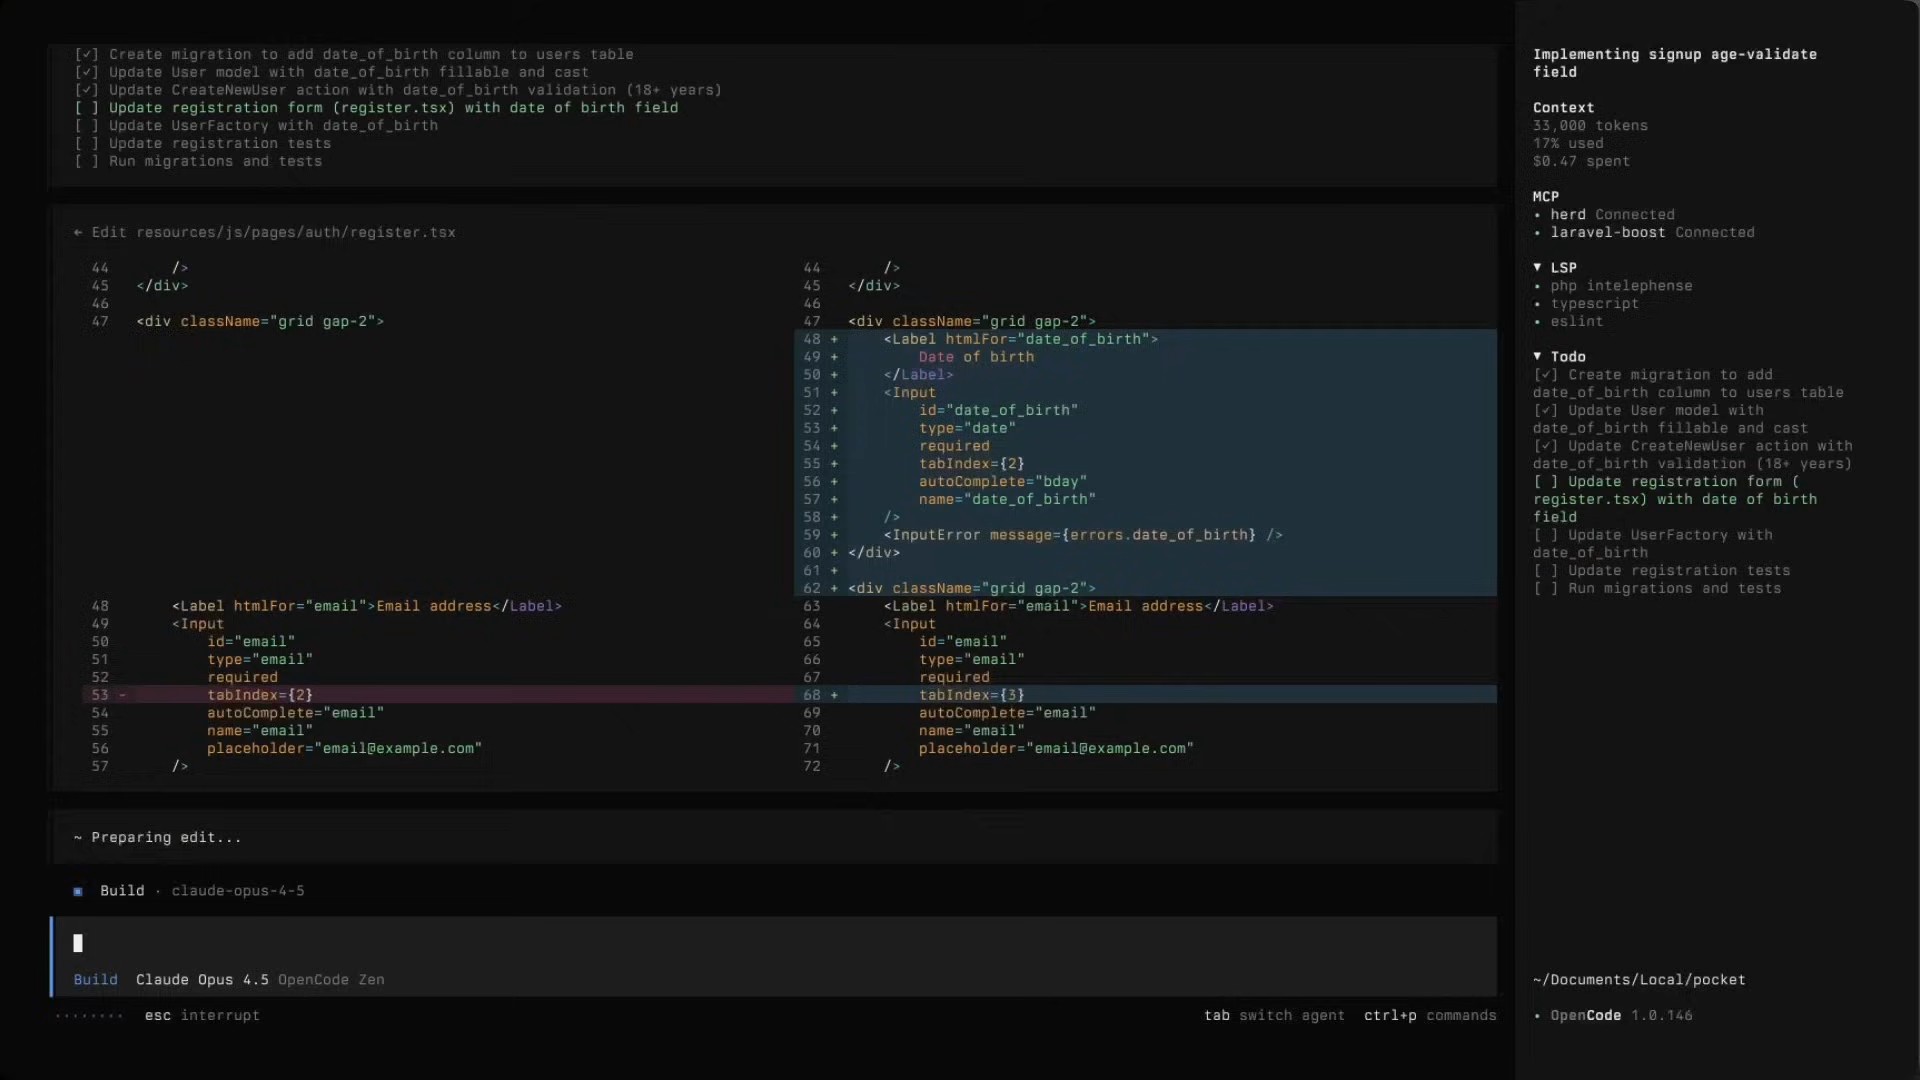 [✓] Create migration to add date_of_birth column to users table
[✓] Update User model with date_of_birth fillable and cast
[✓] Update CreateNewUser action with date_of_birth validation (18+ years)
[ ] Update registration form (register.tsx) with date of birth field
[ ] Update UserFactory with date_of_birth
[ ] Update registration tests
[ ] Run migrations and tests
← Edit resources/js/pages/auth/register.tsx
44 />
45 </div>
46
47 <div className="grid gap-2">
48 <Label htmlFor="email">Email address</Label>
49 <Input
50 id="email"
51 type="email"
52 required
53 - tabIndex={2}
54 autoComplete="email"
55 name="email"
56 placeholder="email@example.com"
57 />
44 />
45 </div>
46
47 <div className="grid gap-2">
48 + <Label htmlFor="date_of_birth">
49 + Date of birth
50 + </Label>
51 + <Input
52 + id="date_of_birth"
53 + type="date"
54 + required
55 + tabIndex={2}
56 + autoComplete="bday"
57 + name="date_of_birth"
58 + />
59 + <InputError message={errors.date_of_birth} />
60 + </div>
61 +
62 + <div className="grid gap-2">
63 <Label htmlFor="email">Email address</Label>
64 <Input
65 id="email"
66 type="email"
67 required
68 + tabIndex={3}
69 autoComplete="email"
70 name="email"
71 placeholder="email@example.com"
72 />
~ Preparing edit...
▣ Build · claude-opus-4-5
Build Claude Opus 4.5 OpenCode Zen
esc interrupt
tab switch agent ctrl+p commands
Implementing signup age-validate
field
Context
33,000 tokens
17% used
$0.47 spent
MCP
• herd Connected
• laravel-boost Connected
▼ LSP
• php intelephense
• typescript
• eslint
▼ Todo
[✓] Create migration to add
date_of_birth column to users table
[✓] Update User model with
date_of_birth fillable and cast
[✓] Update CreateNewUser action with
date_of_birth validation (18+ years)
[ ] Update registration form (
register.tsx) with date of birth
field
[ ] Update UserFactory with
date_of_birth
[ ] Update registration tests
[ ] Run migrations and tests
~/Documents/Local/pocket
• OpenCode 1.0.146